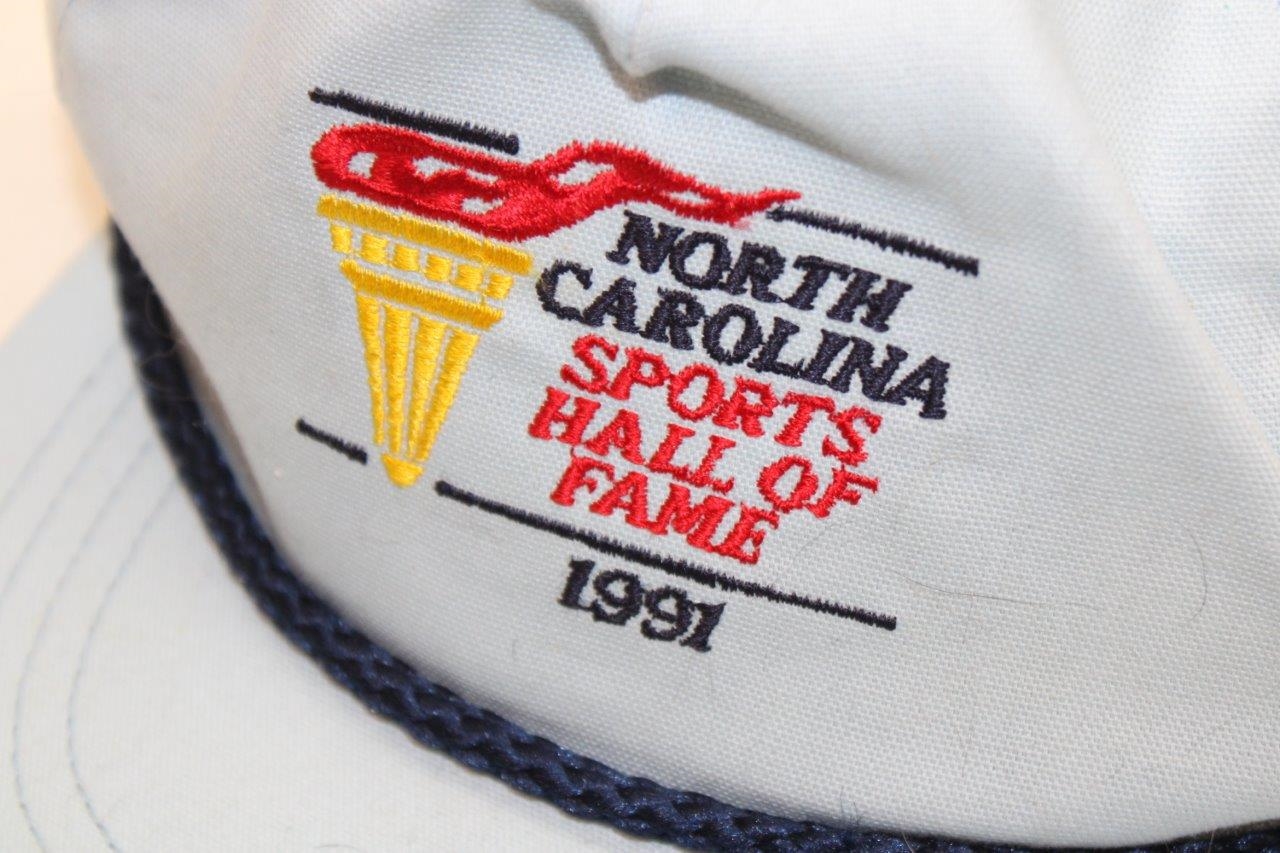 NORTH
CAROLINA
SPORTS
HALL OF
FAME
1991